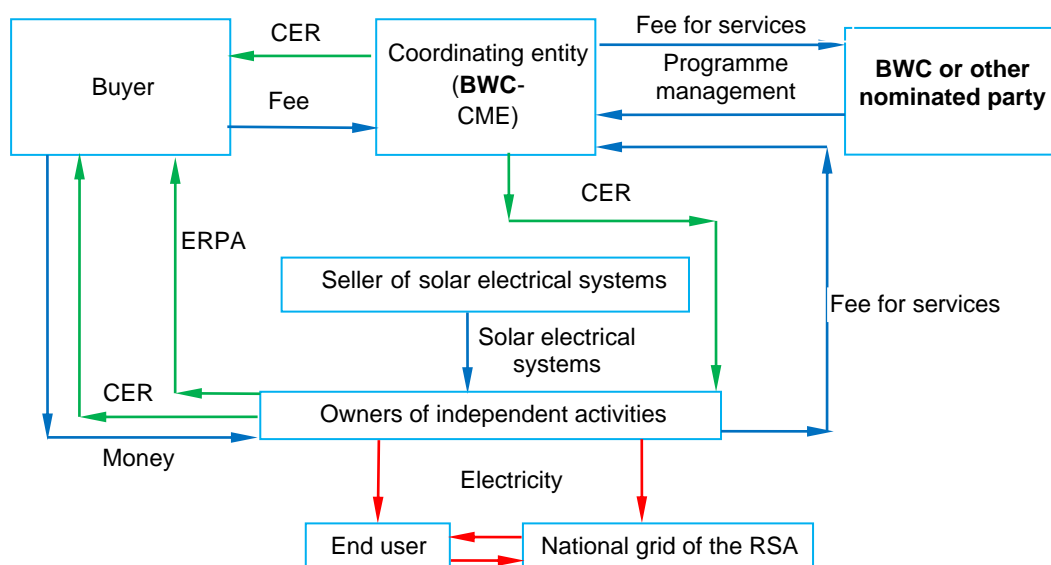 CER
Fee for services
Coordinating entity
(BWC-
CME)
Buyer
Programme
management
BWC or other
nominated party
Fee
CER
ERPA
Seller of solar electrical systems
Fee for services
Solar electrical
systems
CER
Owners of independent activities
Money
Electricity
End user
National grid of the RSA